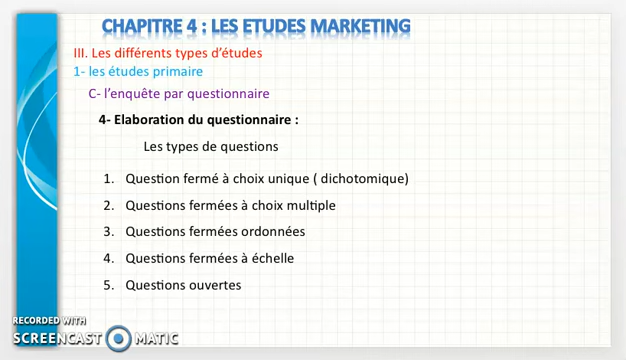 CHAPITRE 4 : LES ETUDES MARKETING
III. Les différents types d'études
1- les études primaire
C- l'enquête par questionnaire
4- Elaboration du questionnaire :
Les types de questions
1. Question fermé à choix unique ( dichotomique)
2. Questions fermées à choix multiple
3. Questions fermées ordonnées
4. Questions fermées à échelle
5. Questions ouvertes
RECORDED WITH
SCREENCAST MATIC